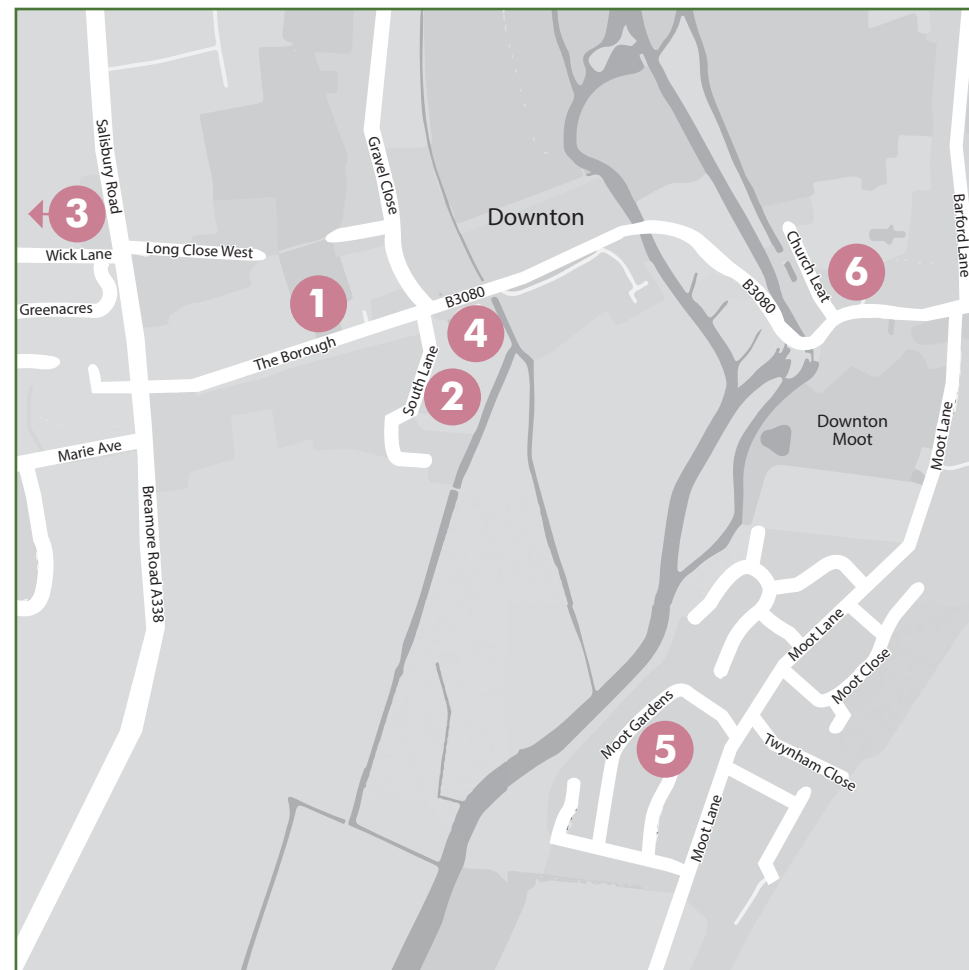 Salisbury Road
Gravel Close
Barford Lane
3
Downton
Wick Lane
Long Close West
Church Leat
6
Greenacres
1
B3080
B3080
4
The Borough
South Lane
2
Downton
Moot
Marie Ave
Moot Lane
Breamore Road A338
Moot Lane
Moot Close
Moot Gardens
5
Twynham Close
Moot Lane